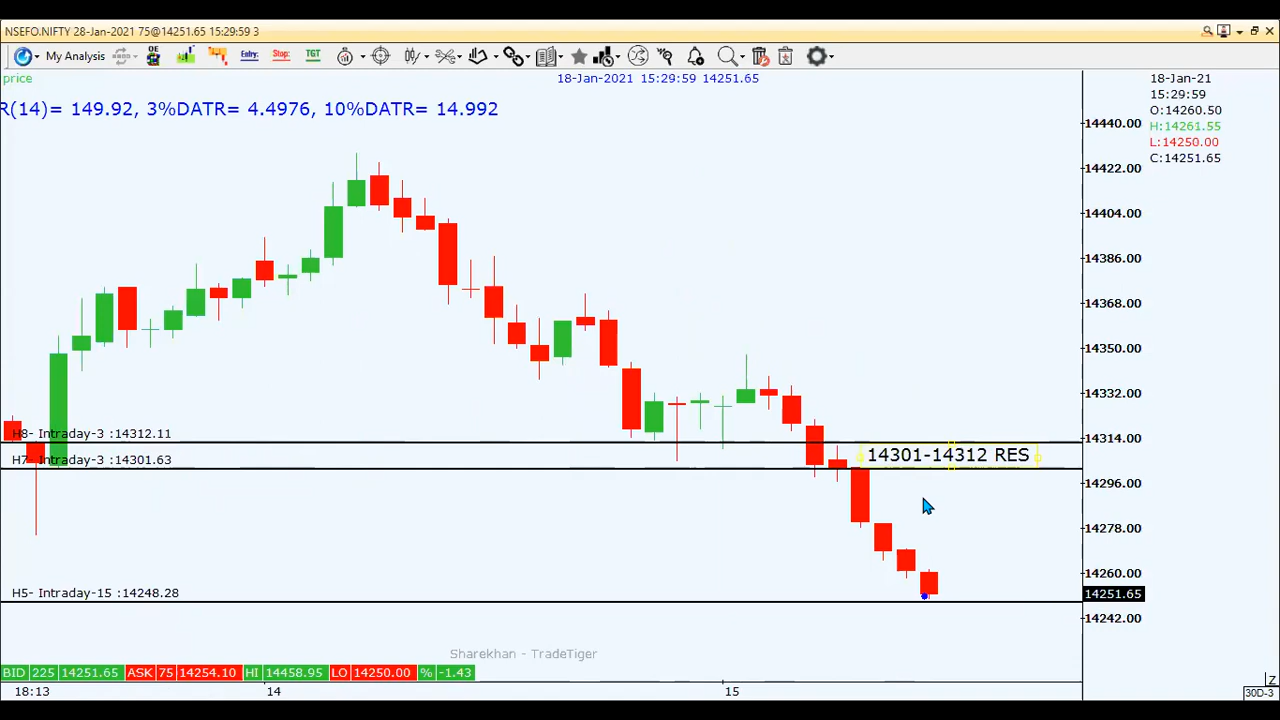 NSEFO.NIFTY 28-Jan-2021 75@14251.65 15:29:59 3
My Analysis OE Entry: Stop: TGT
price
18-Jan-2021 15:29:59 14251.65
18-Jan-21
15:29:59
O:14260.50
H:14261.55
L:14250.00
C:14251.65
R(14)= 149.92, 3%DATR= 4.4976, 10%DATR= 14.992
14440.00
14422.00
14404.00
14386.00
14368.00
14350.00
14332.00
H8- Intraday-3 :14312.11
14314.00
H7- Intraday-3 :14301.63
14301-14312 RES
14296.00
14278.00
14260.00
H5- Intraday-15 :14248.28
14251.65
14242.00
Sharekhan - TradeTiger
BID 225 14251.65 ASK 75 14254.10 HI 14458.95 LO 14250.00 % -1.43
18:13 14 15
Z
30D-3